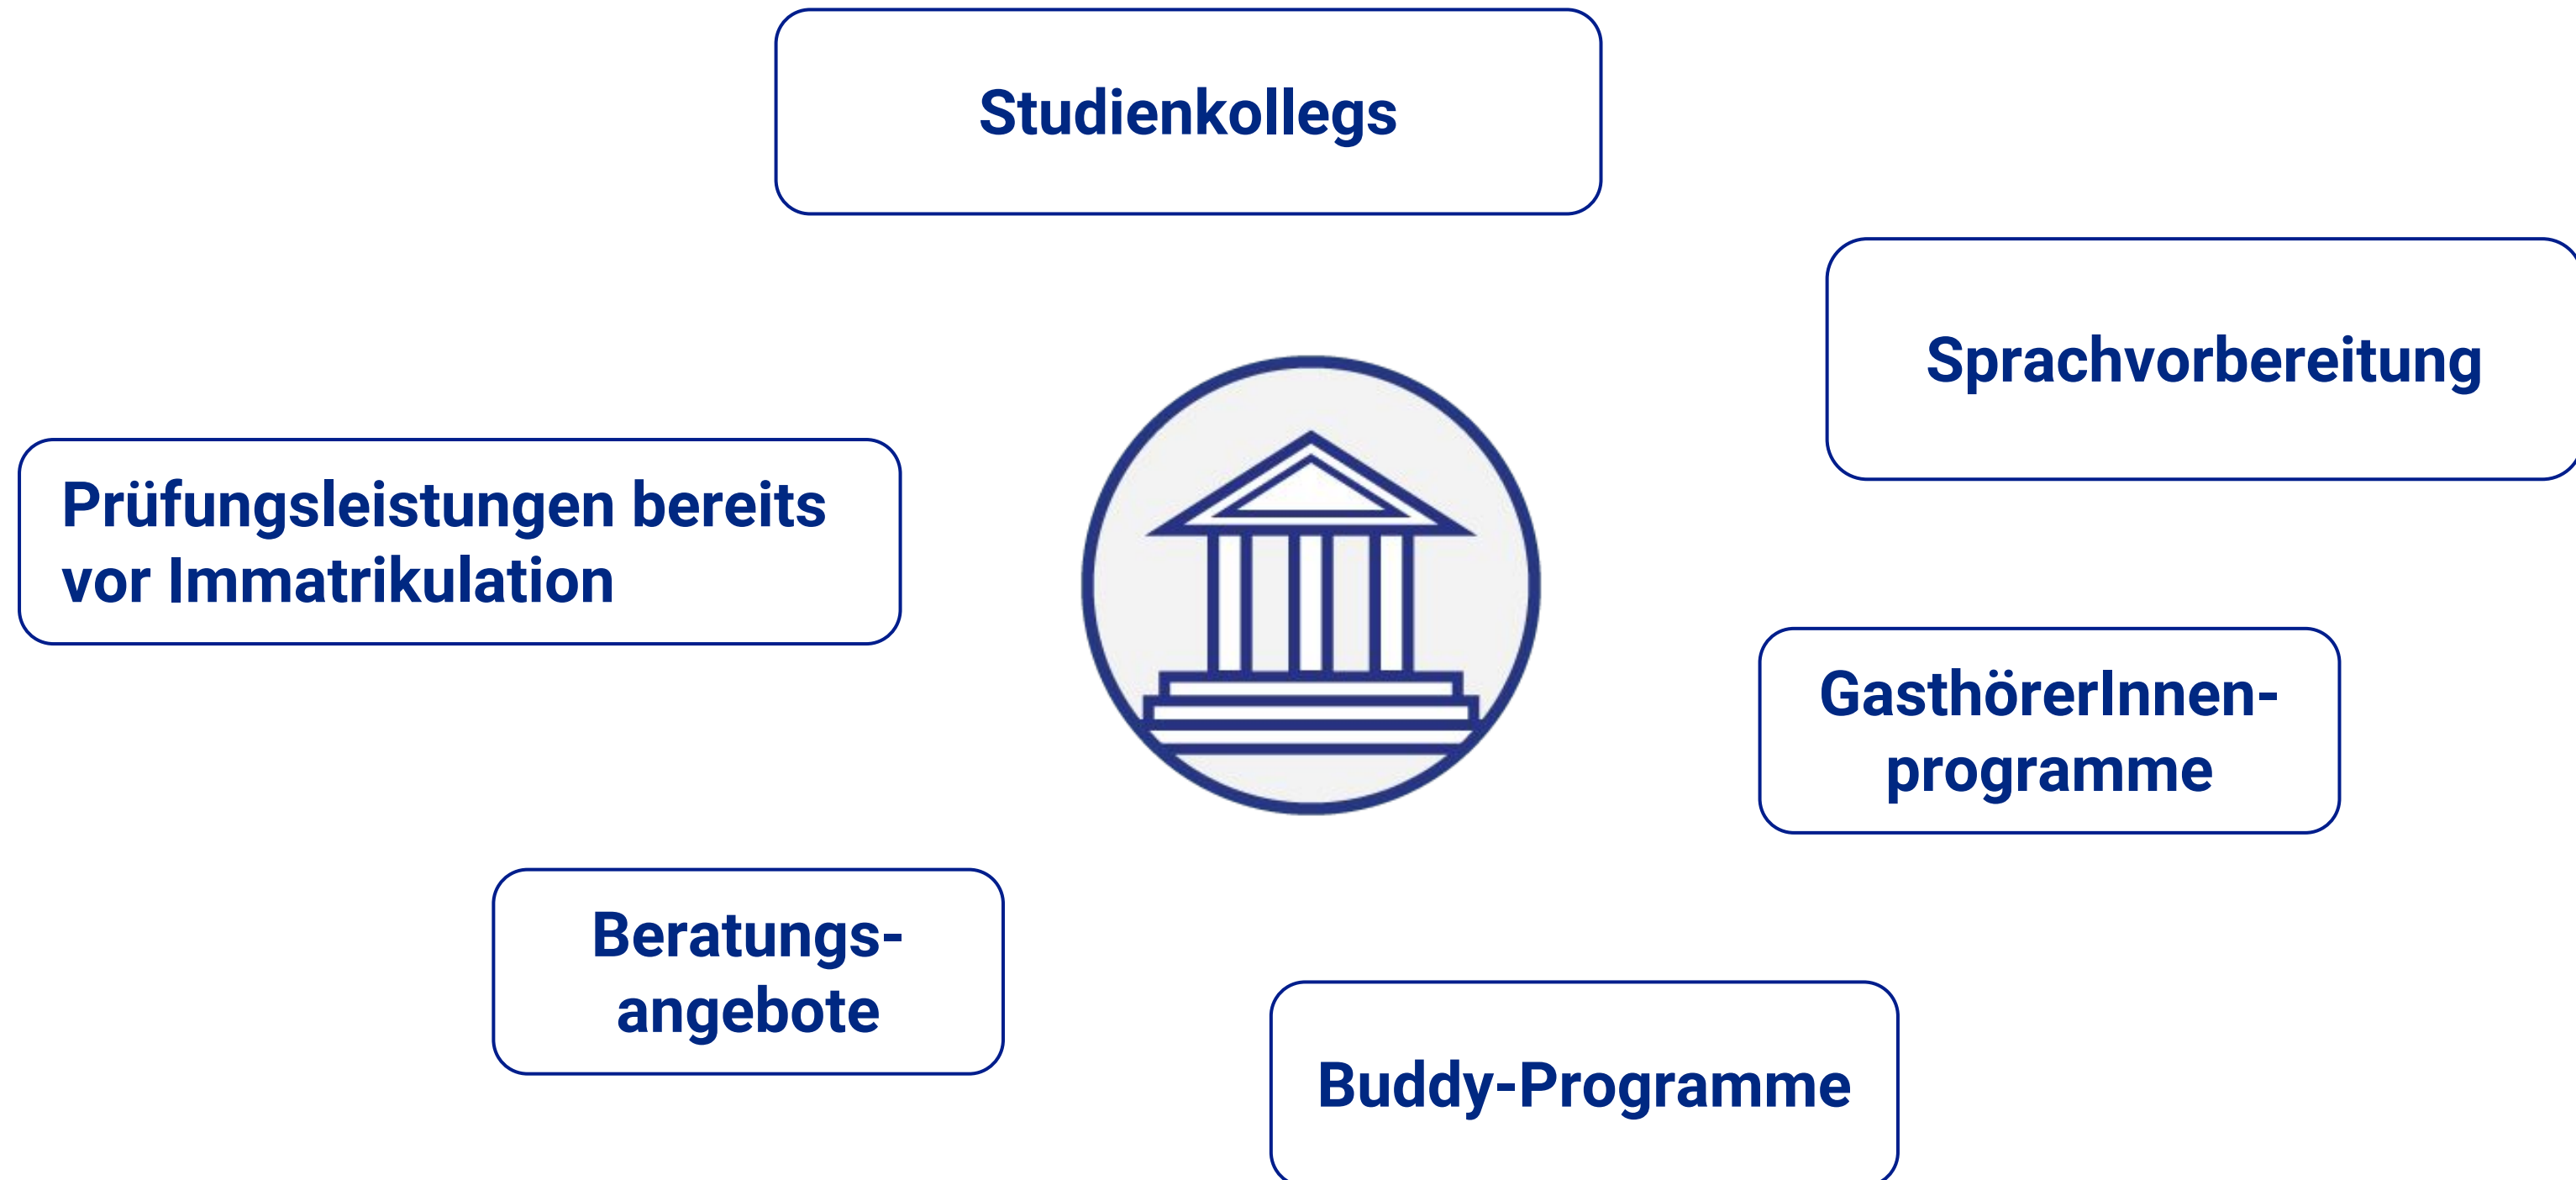 Studienkollegs
Sprachvorbereitung
Prüfungsleistungen bereits
vor Immatrikulation
GasthörerInnen-
programme
Beratungs-
angebote
Buddy-Programme